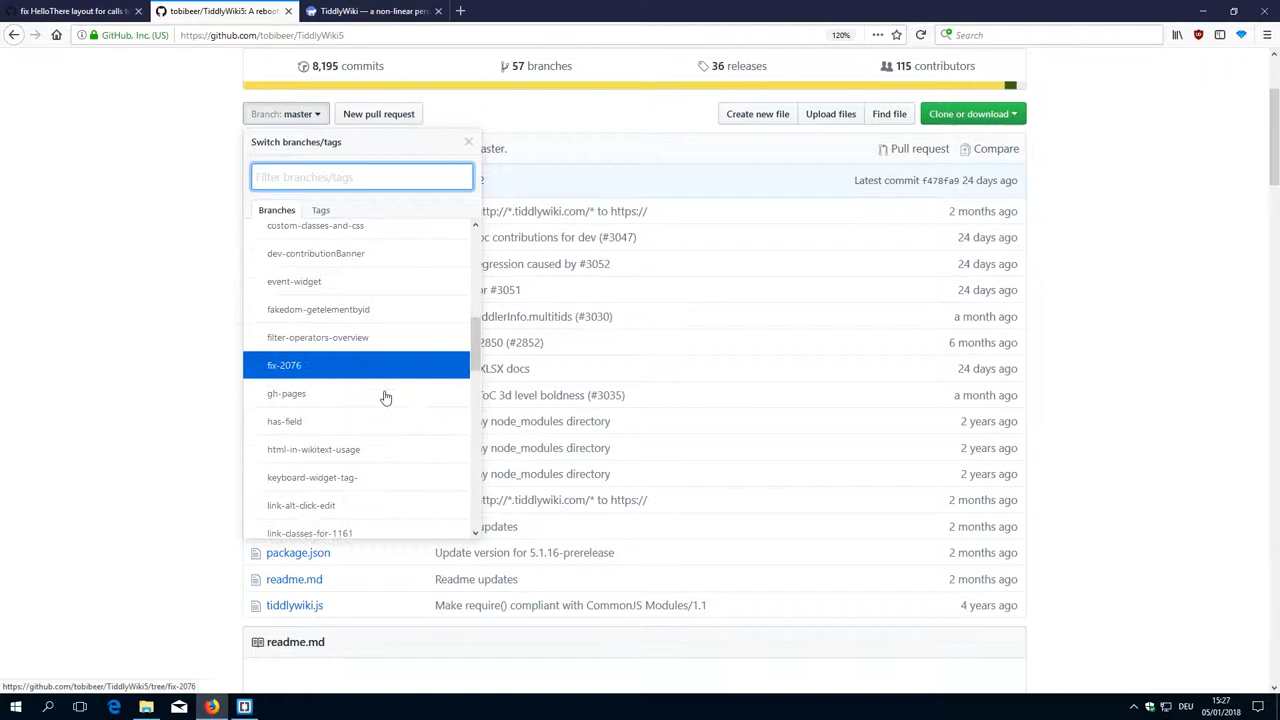 fix HelloThere layout for calls f
tobibeer/TiddlyWiki5: A reboot
TiddlyWiki — a non-linear per
GitHub, Inc. (US)
https://github.com/tobibeer/TiddlyWiki5
120%
Search
8,195 commits
57 branches
36 releases
115 contributors
Branch: master
New pull request
Create new file
Upload files
Find file
Clone or download
Switch branches/tags
aster.
Pull request
Compare
Filter branches/tags
2
Latest commit f478fa9 24 days ago
Branches
Tags
ttp://*.tiddlywiki.com/* to https://
2 months ago
custom-classes-and-css
oc contributions for dev (#3047)
24 days ago
dev-contributionBanner
egression caused by #3052
24 days ago
event-widget
or #3051
24 days ago
fakedom-getelementbyid
ddlerInfo.multitids (#3030)
a month ago
filter-operators-overview
2850 (#2852)
6 months ago
fix-2076
XLSX docs
24 days ago
gh-pages
ToC 3d level boldness (#3035)
a month ago
has-field
y node_modules directory
2 years ago
html-in-wikitext-usage
y node_modules directory
2 years ago
keyboard-widget-tag-
y node_modules directory
2 years ago
link-alt-click-edit
ttp://*.tiddlywiki.com/* to https://
2 months ago
link-classes-for-1161
updates
2 months ago
package.json
Update version for 5.1.16-prerelease
2 months ago
readme.md
Readme updates
2 months ago
tiddlywiki.js
Make require() compliant with CommonJS Modules/1.1
4 years ago
readme.md
https://github.com/tobibeer/TiddlyWiki5/tree/fix-2076
DEU
15:27
05/01/2018